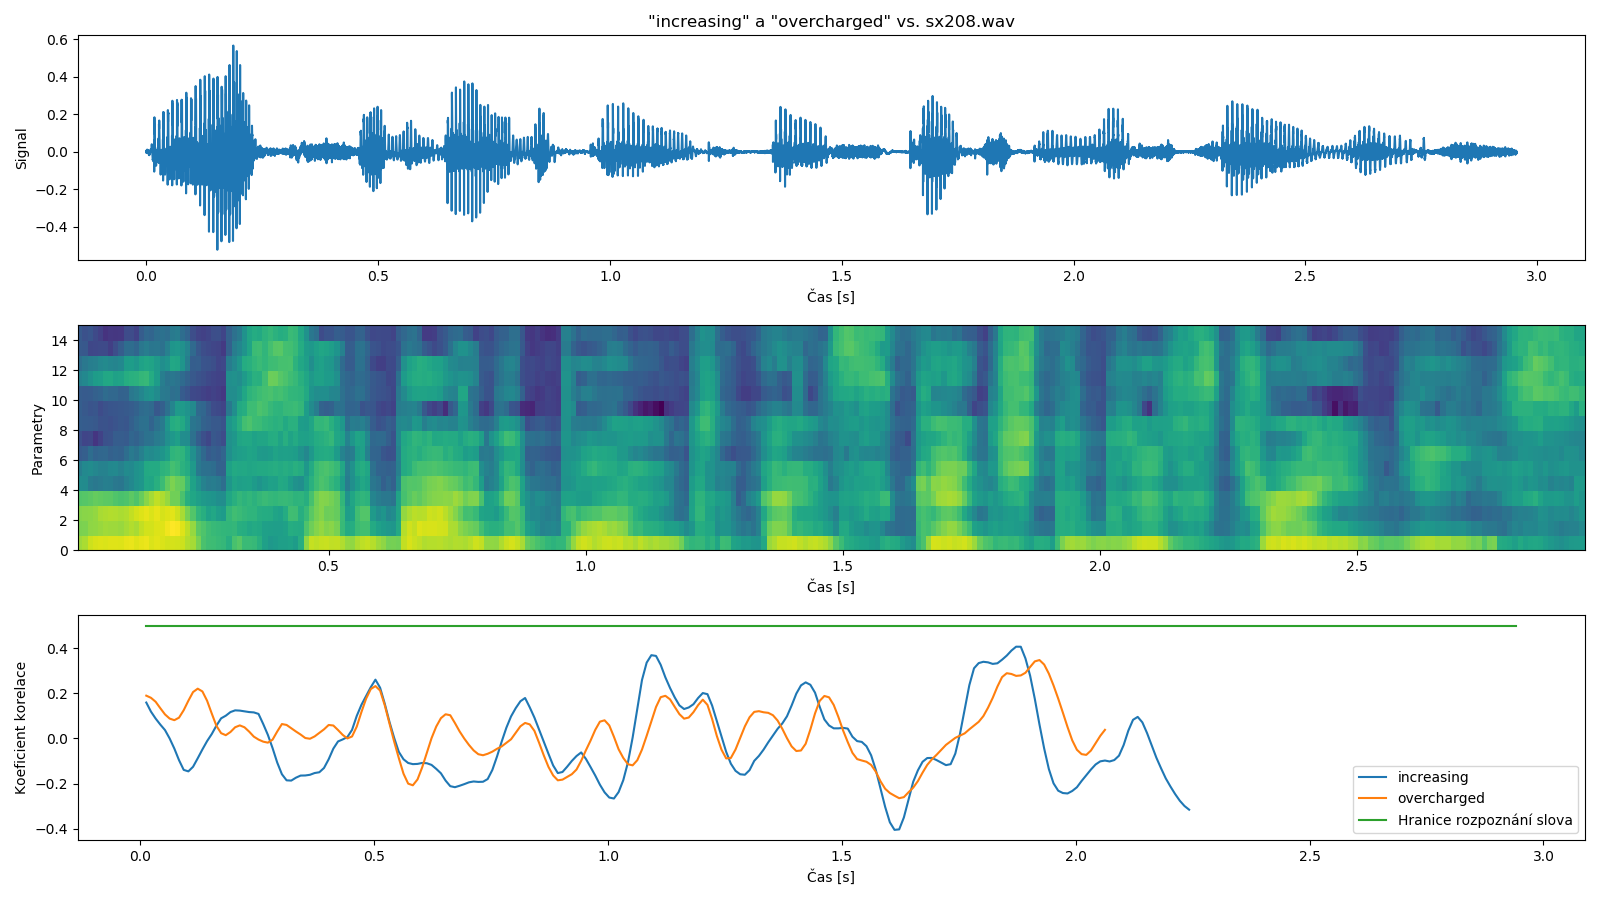 "increasing" a "overcharged" vs. sx208.wav
0.6
0.4
0.2
0.0
−0.2
−0.4
Signal
0.0 0.5 1.0 1.5 2.0 2.5 3.0
Čas [s]
14
12
10
8
6
4
2
0
Parametry
0.5 1.0 1.5 2.0 2.5
Čas [s]
0.4
0.2
0.0
−0.2
−0.4
Koeficient korelace
increasing
overcharged
Hranice rozpoznání slova
0.0 0.5 1.0 1.5 2.0 2.5 3.0
Čas [s]